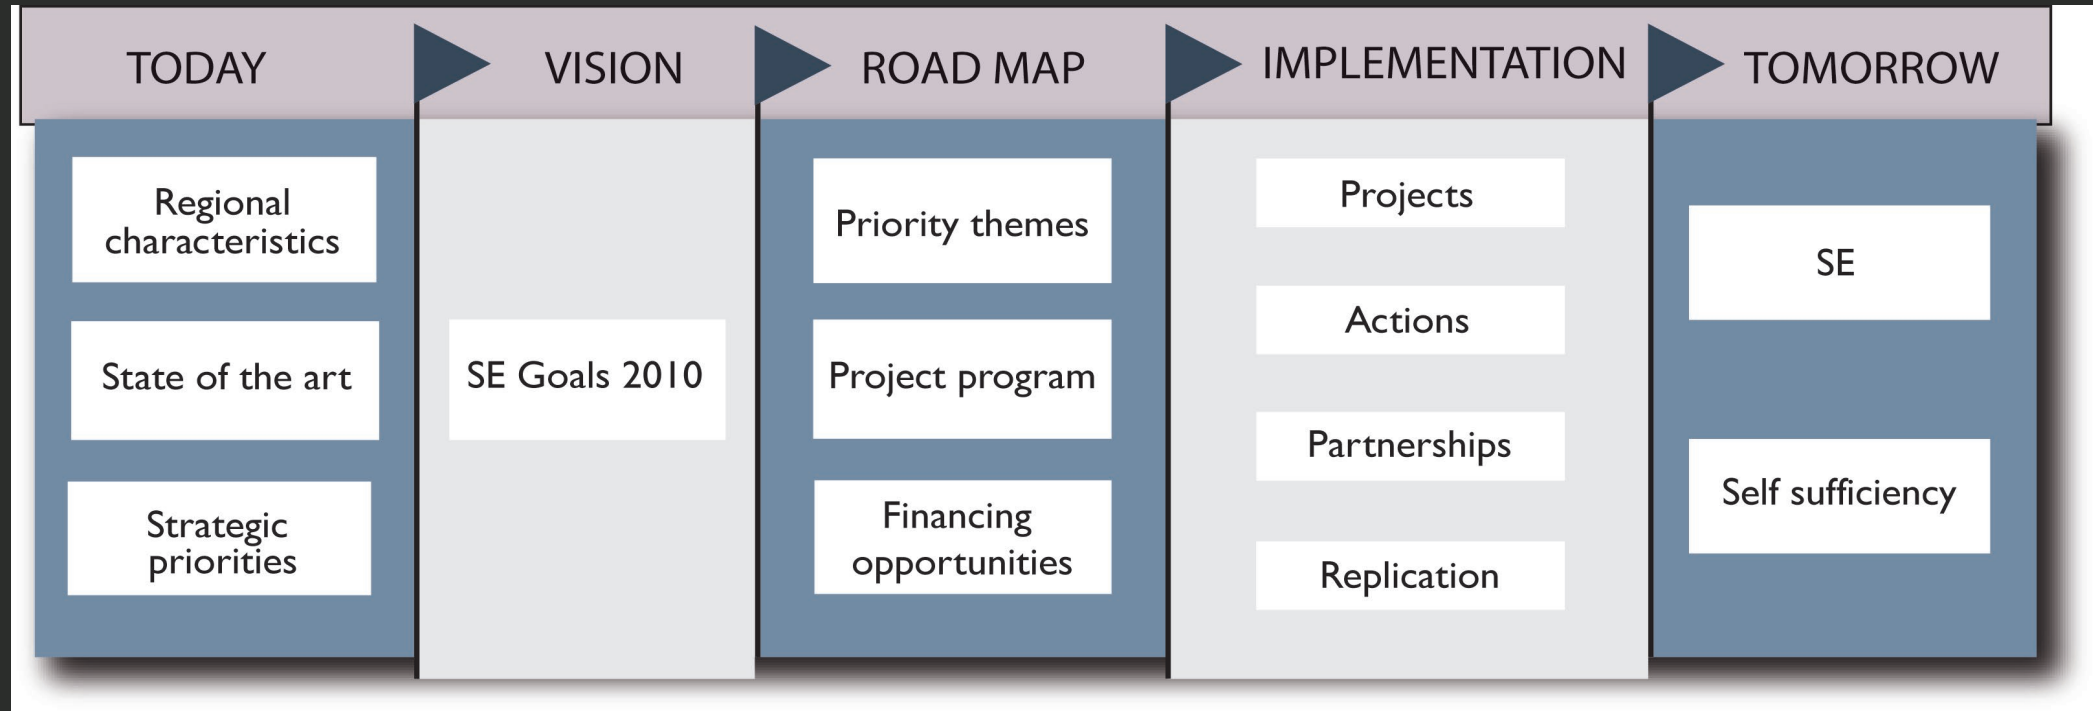 TODAY
VISION
ROAD MAP
IMPLEMENTATION
TOMORROW
Regional
characteristics
State of the art
Strategic
priorities
SE Goals 2010
Priority themes
Project program
Financing
opportunities
Projects
Actions
Partnerships
Replication
SE
Self sufficiency